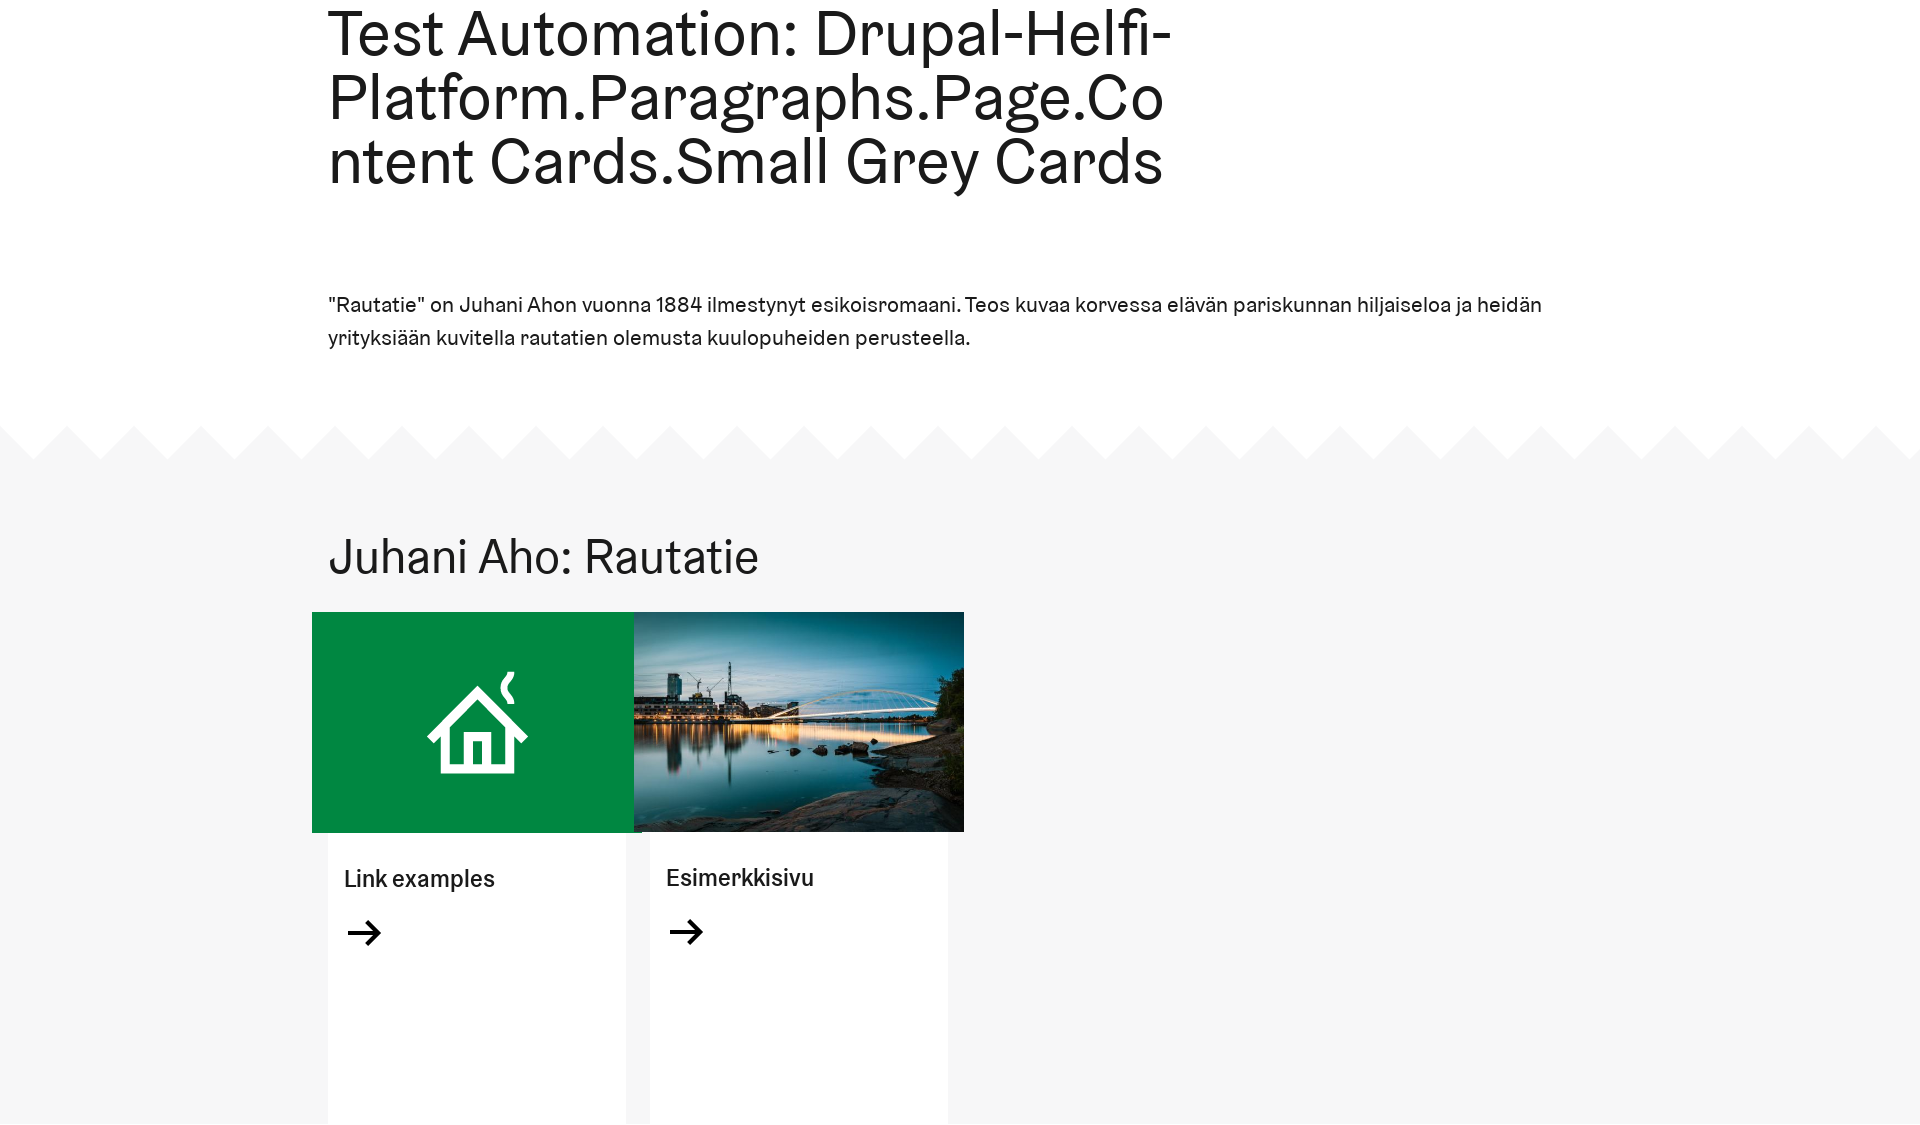 Test Automation: Drupal-Helfi-
Platform.Paragraphs.Page.Co
ntent Cards.Small Grey Cards
"Rautatie" on Juhani Ahon vuonna 1884 ilmestynyt esikoisromaani. Teos kuvaa korvessa elävän pariskunnan hiljaiseloa ja heidän
yrityksiään kuvitella rautatien olemusta kuulopuheiden perusteella.
Juhani Aho: Rautatie
Link examples
Esimerkkisivu